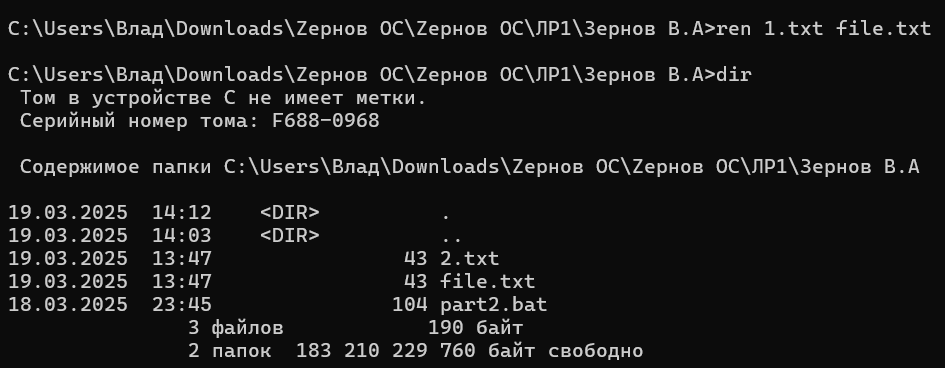 C:\Users\Влад\Downloads\Zернов ОС\Zернов ОС\ЛР1\Зернов В.А>ren 1.txt file.txt
C:\Users\Влад\Downloads\Zернов ОС\Zернов ОС\ЛР1\Зернов В.А>dir
Том в устройстве C не имеет метки.
Серийный номер тома: F688-0968
Содержимое папки C:\Users\Влад\Downloads\Zернов ОС\Zернов ОС\ЛР1\Зернов В.А
19.03.2025  14:12    <DIR>          .
19.03.2025  14:03    <DIR>          ..
19.03.2025  13:47                43 2.txt
19.03.2025  13:47                43 file.txt
18.03.2025  23:45               104 part2.bat
3 файлов            190 байт
2 папок  183 210 229 760 байт свободно